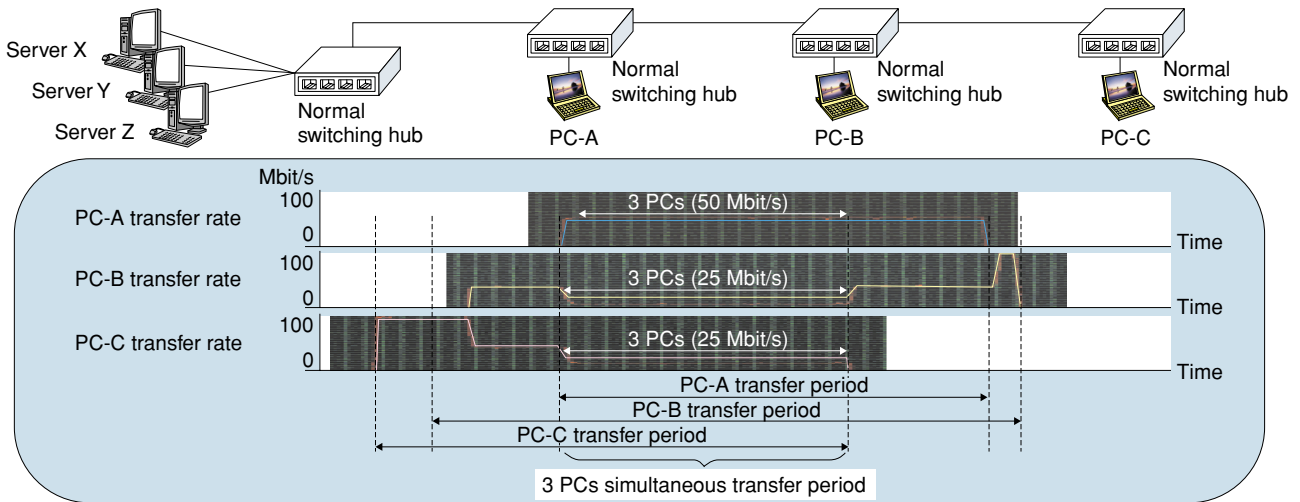 Server X
Server Y
Server Z
Normal
switching hub
Normal
switching hub
PC-A
Normal
switching hub
PC-B
Normal
switching hub
PC-C
Mbit/s
PC-A transfer rate
100
0
3 PCs (50 Mbit/s)
Time
PC-B transfer rate
100
0
3 PCs (25 Mbit/s)
Time
PC-C transfer rate
100
0
3 PCs (25 Mbit/s)
Time
PC-A transfer period
PC-B transfer period
PC-C transfer period
3 PCs simultaneous transfer period